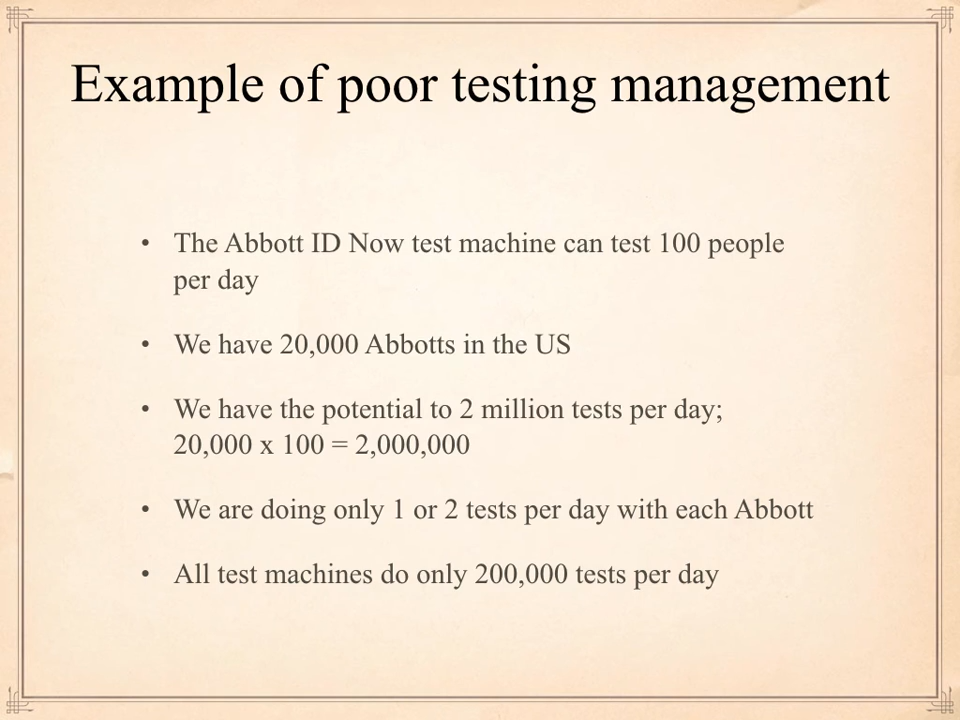 Example of poor testing management
• The Abbott ID Now test machine can test 100 people
per day
• We have 20,000 Abbotts in the US
• We have the potential to 2 million tests per day;
20,000 x 100 = 2,000,000
• We are doing only 1 or 2 tests per day with each Abbott
• All test machines do only 200,000 tests per day